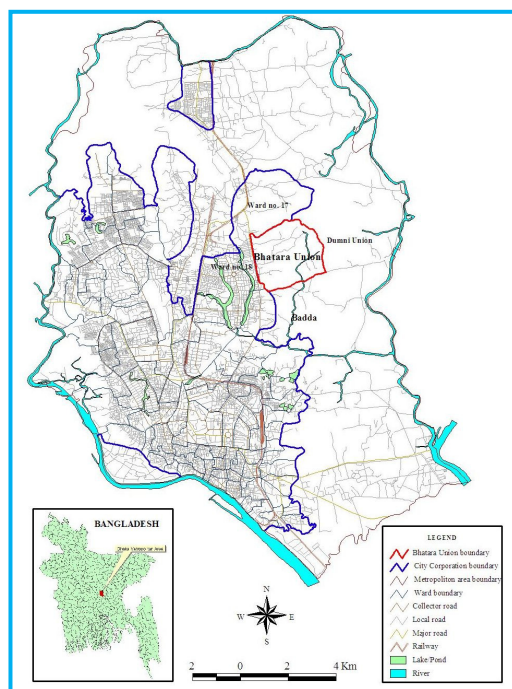 Ward no. 17
Dumni Union
Bhatara Union
Ward no. 18
Badda
BANGLADESH
N
W E
S
2 0 2 4 Km
LEGEND
Bhatara Union boundary
City Corporation boundary
Metropoliton area boundary
Ward boundary
Collector road
Local road
Major road
Railway
Lake/Pond
River